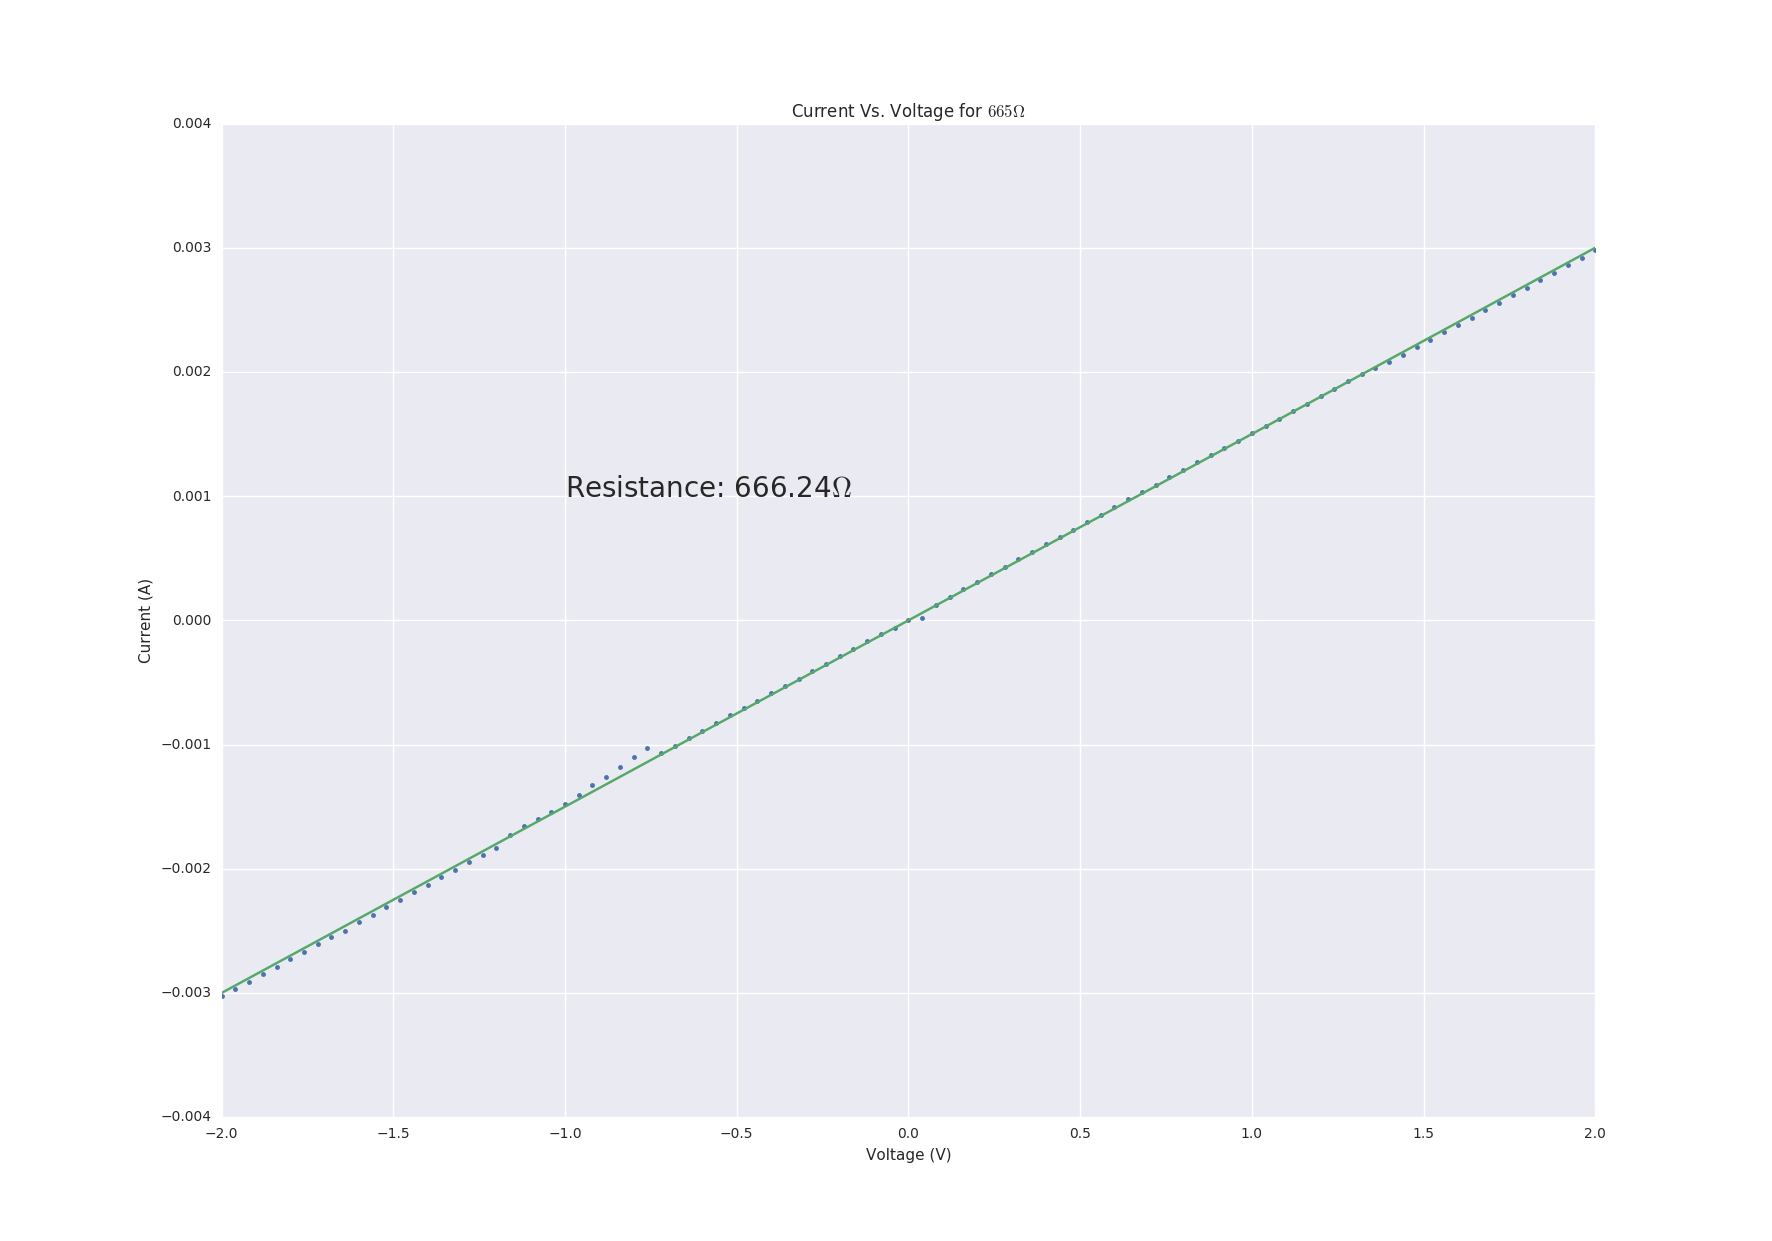 Current Vs. Voltage for 665Ω
0.004
0.003
0.002
Resistance: 666.24Ω
0.001
Current (A)
0.000
−0.001
−0.002
−0.003
−0.004
−2.0 −1.5 −1.0 −0.5 0.0 0.5 1.0 1.5 2.0
Voltage (V)